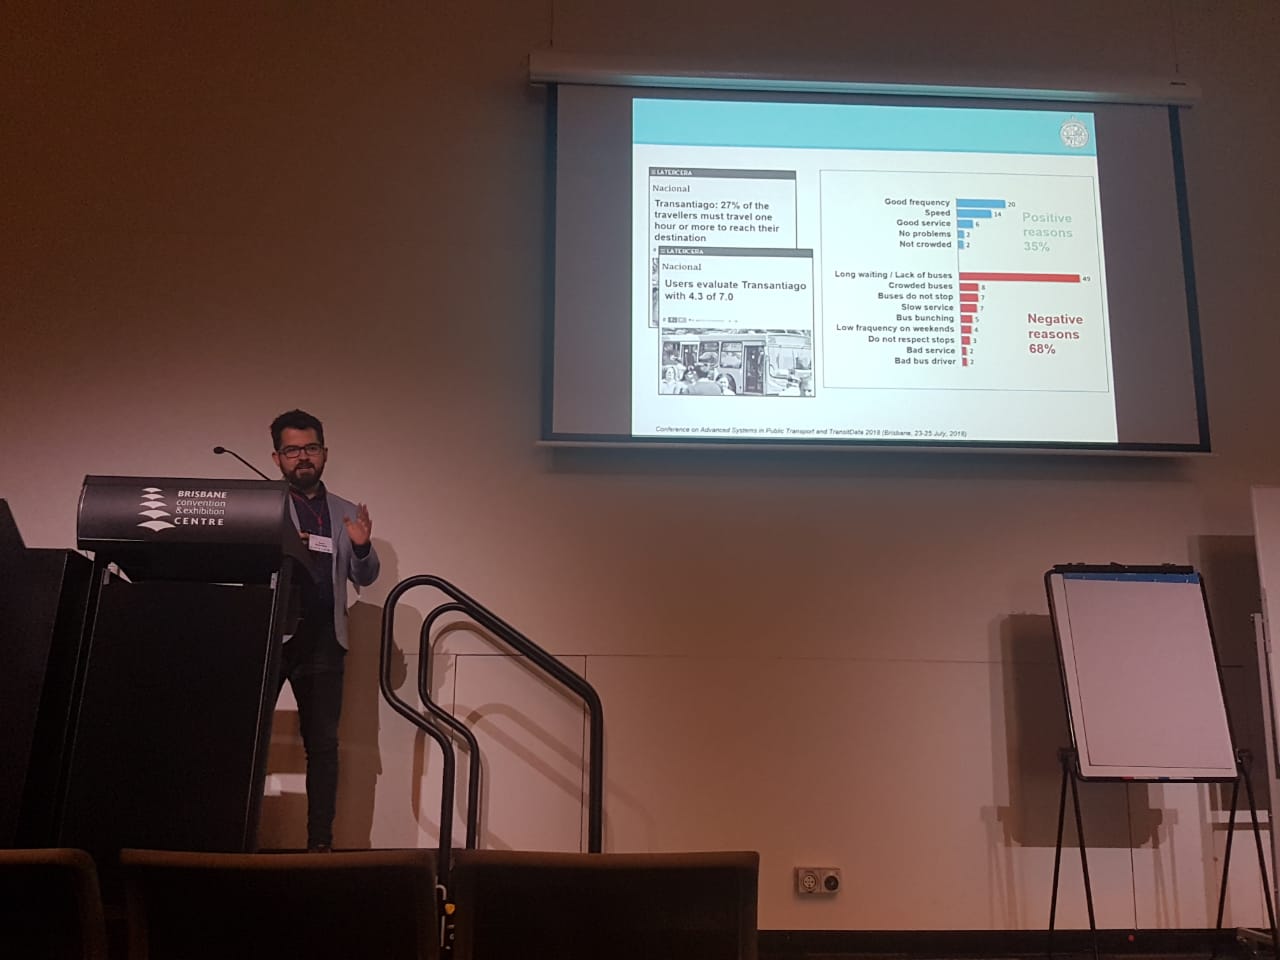 LATERCERA
Nacional
Transantiago: 27% of the
travellers must travel one
hour or more to reach their
destination
LATERCERA
Nacional
Users evaluate Transantiago
with 4.3 of 7.0
Good frequency 20
Speed 14
Good service 6
No problems 2
Not crowded 2
Positive
reasons
35%
Long waiting / Lack of buses 49
Crowded buses 8
Buses do not stop 7
Slow service 7
Bus bunching 5
Low fraquency on weekends 4
Do not respect stops 3
Bad service 2
Bad bus driver 2
Negative
reasons
68%
Conference on Advanced Systems in Public Transport and TransitData 2018 (Brisbane, 23-25 July, 2018)
BRISBANE
convention
& exhibition
CENTRE